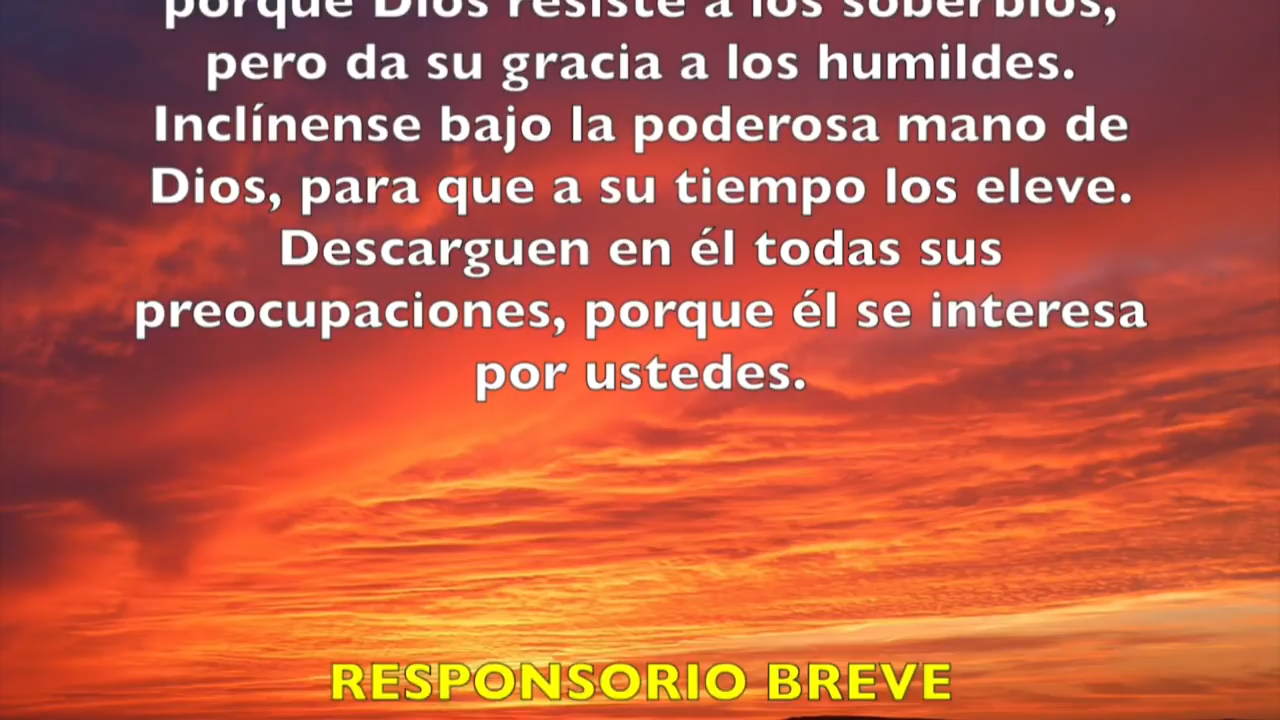 porque Dios resiste a los soberbios,
pero da su gracia a los humildes.
Inclínense bajo la poderosa mano de
Dios, para que a su tiempo los eleve.
Descarguen en él todas sus
preocupaciones, porque él se interesa
por ustedes.
RESPONSORIO BREVE